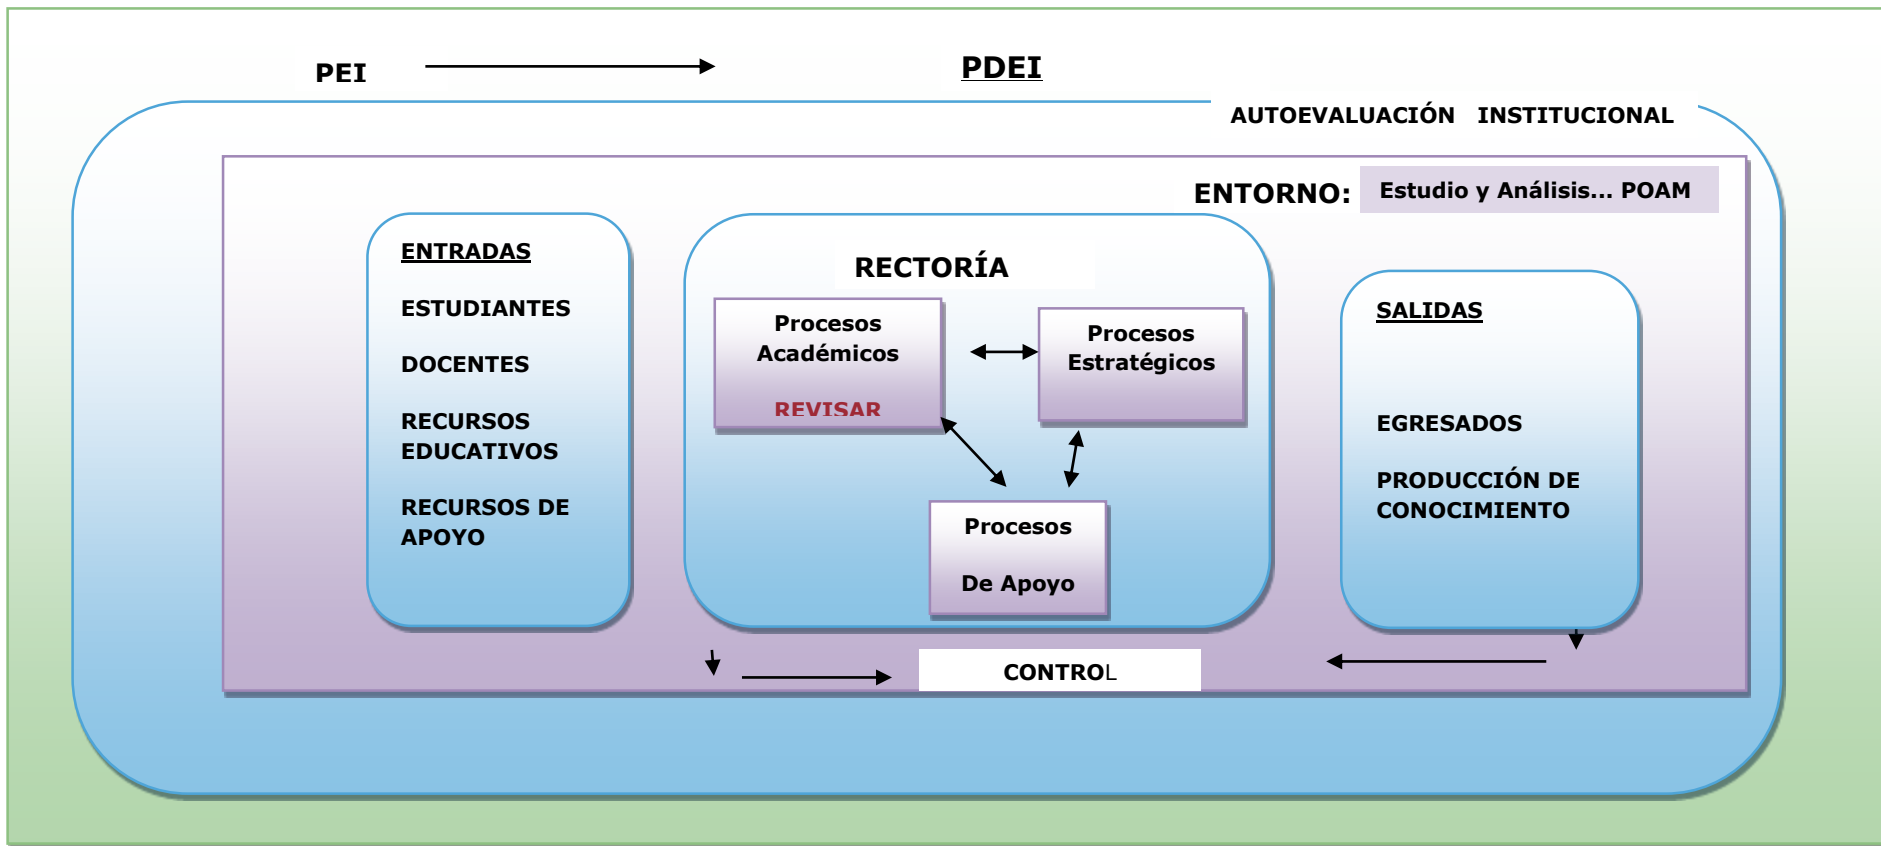 PEI
PDEI
AUTOEVALUACIÓN INSTITUCIONAL
ENTORNO:
Estudio y Análisis... POAM
ENTRADAS
ESTUDIANTES
DOCENTES
RECURSOS
EDUCATIVOS
RECURSOS DE
APOYO
RECTORÍA
Procesos
Académicos
REVISAR
Procesos
Estratégicos
Procesos
De Apoyo
SALIDAS
EGRESADOS
PRODUCCIÓN DE
CONOCIMIENTO
CONTROL